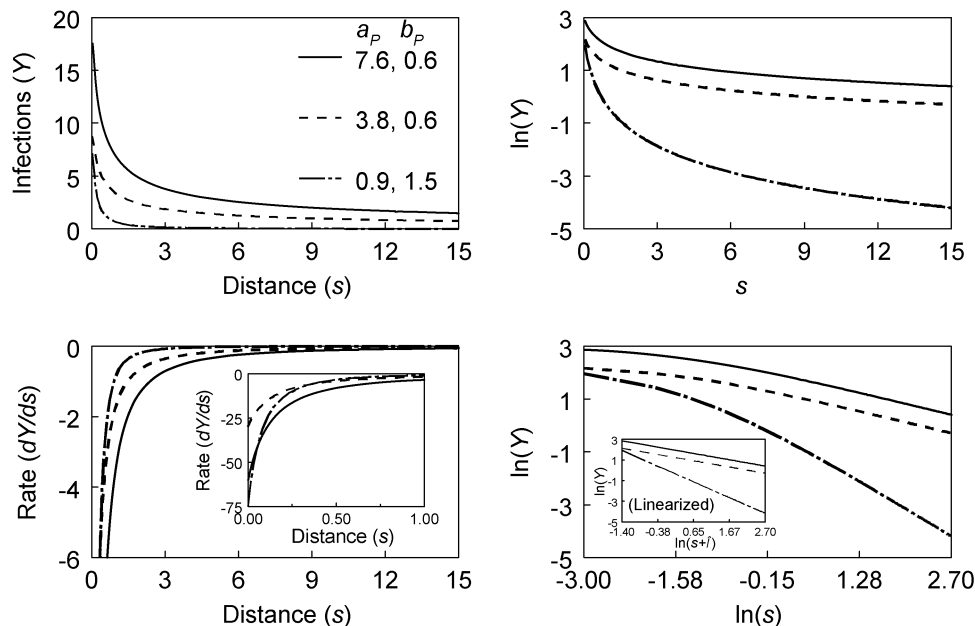 20
15
10
5
0
Infections (Y)
a_P b_P
7.6, 0.6
3.8, 0.6
0.9, 1.5
0 3 6 9 12 15
Distance (s)
3
1
-1
-3
-5
ln(Y)
0 3 6 9 12 15
s
0
-2
-4
-6
Rate (dY/ds)
0 3 6 9 12 15
Distance (s)
0
-25
-50
-75
Rate (dY/ds)
0.00 0.50 1.00
Distance (s)
3
1
-1
-3
-5
ln(Y)
-3.00 -1.58 -0.15 1.28 2.70
ln(s)
3
1
-1
-3
-5
ln(Y)
(Linearized)
-1.40 -0.38 0.65 1.67 2.70